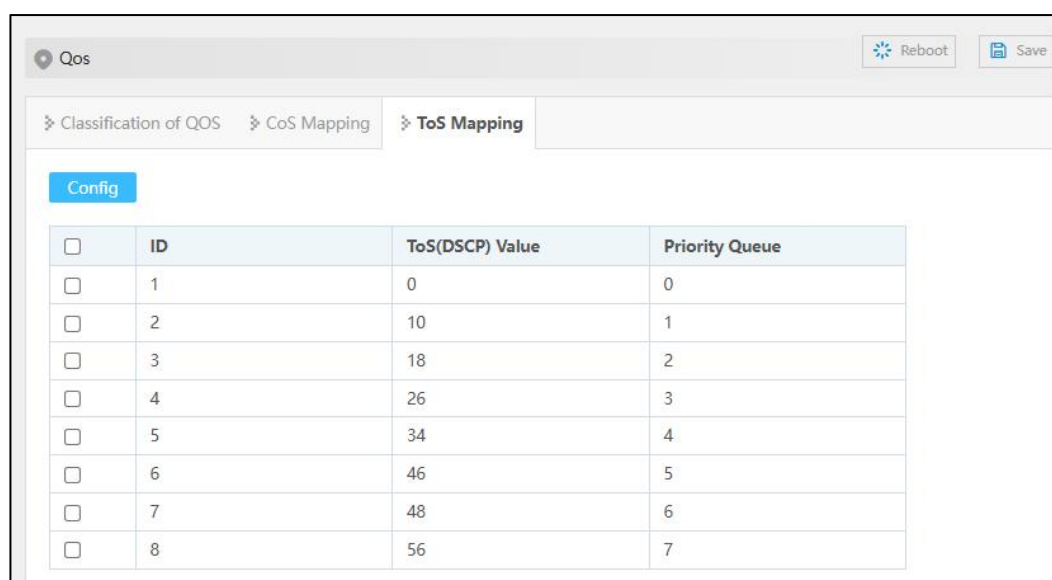 Qos Reboot Save
Classification of QOS CoS Mapping ToS Mapping
Config
ID ToS(DSCP) Value Priority Queue
1 0 0
2 10 1
3 18 2
4 26 3
5 34 4
6 46 5
7 48 6
8 56 7